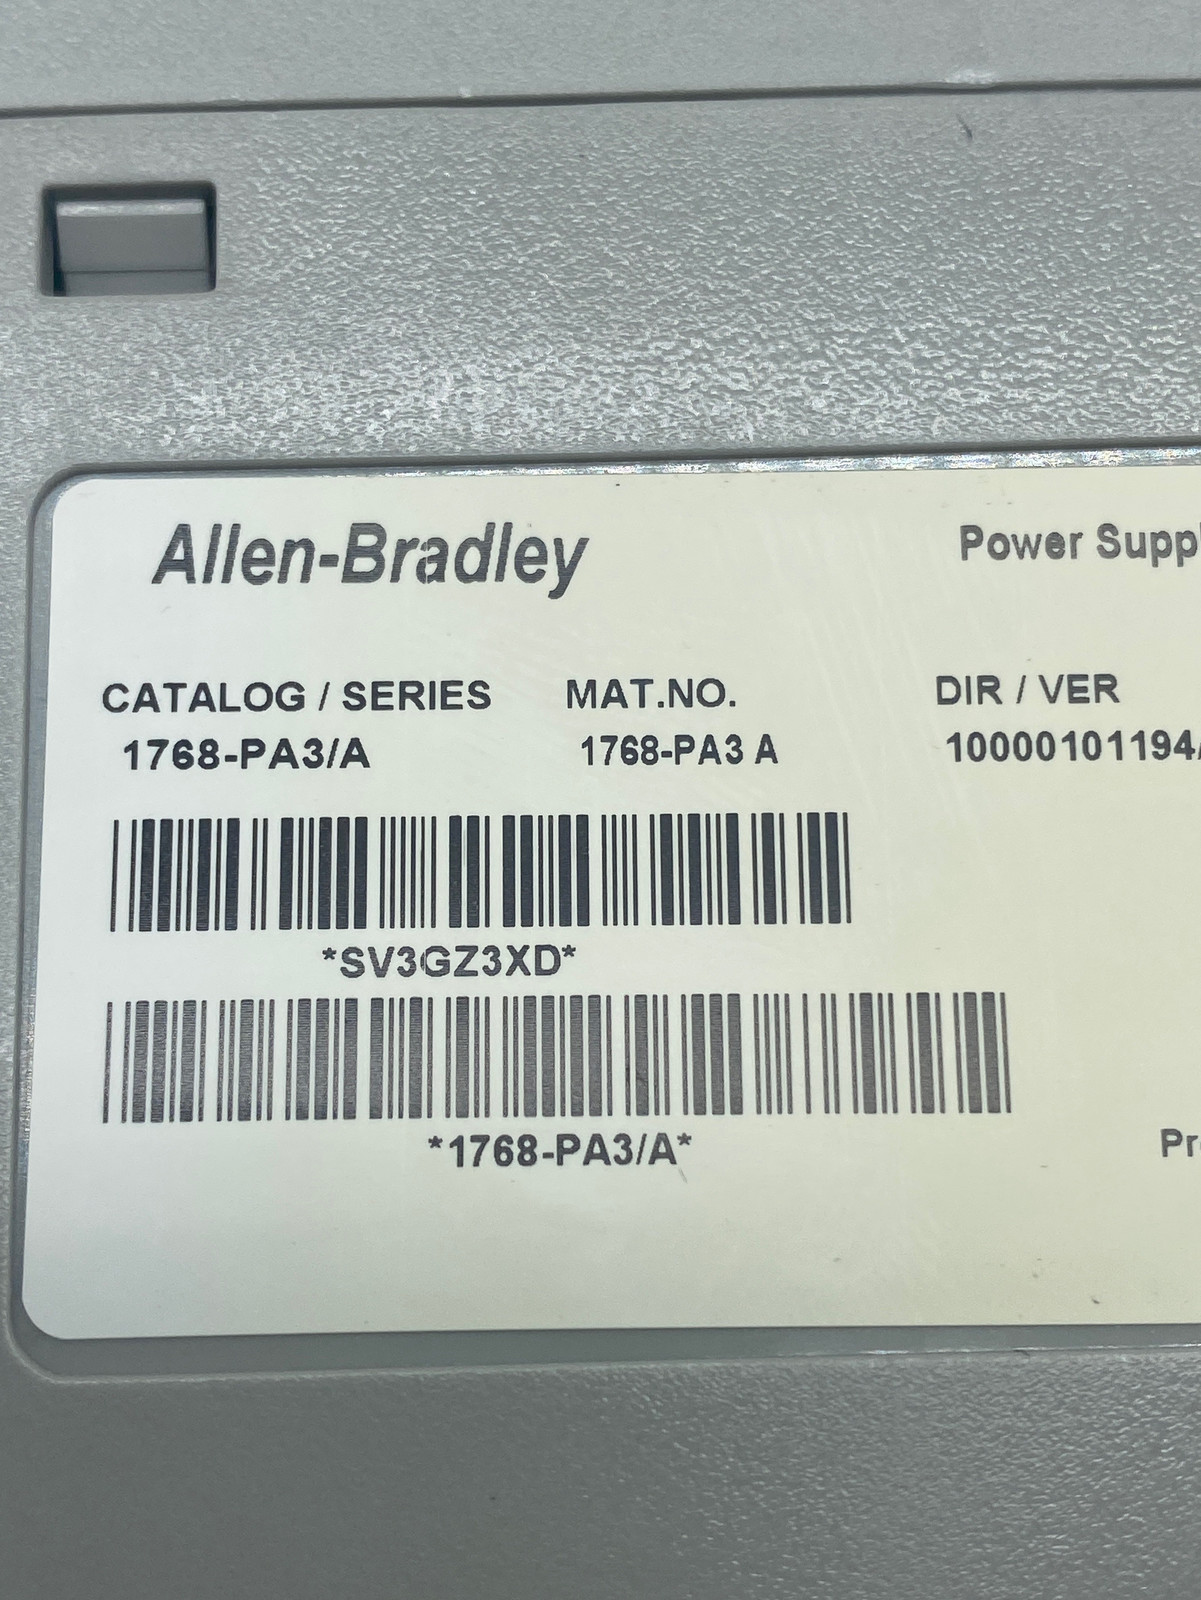 Allen-Bradley
Power Suppl
CATALOG / SERIES MAT.NO. DIR / VER
1768-PA3/A 1768-PA3 A 10000101194/
*SV3GZ3XD*
*1768-PA3/A*
Pr